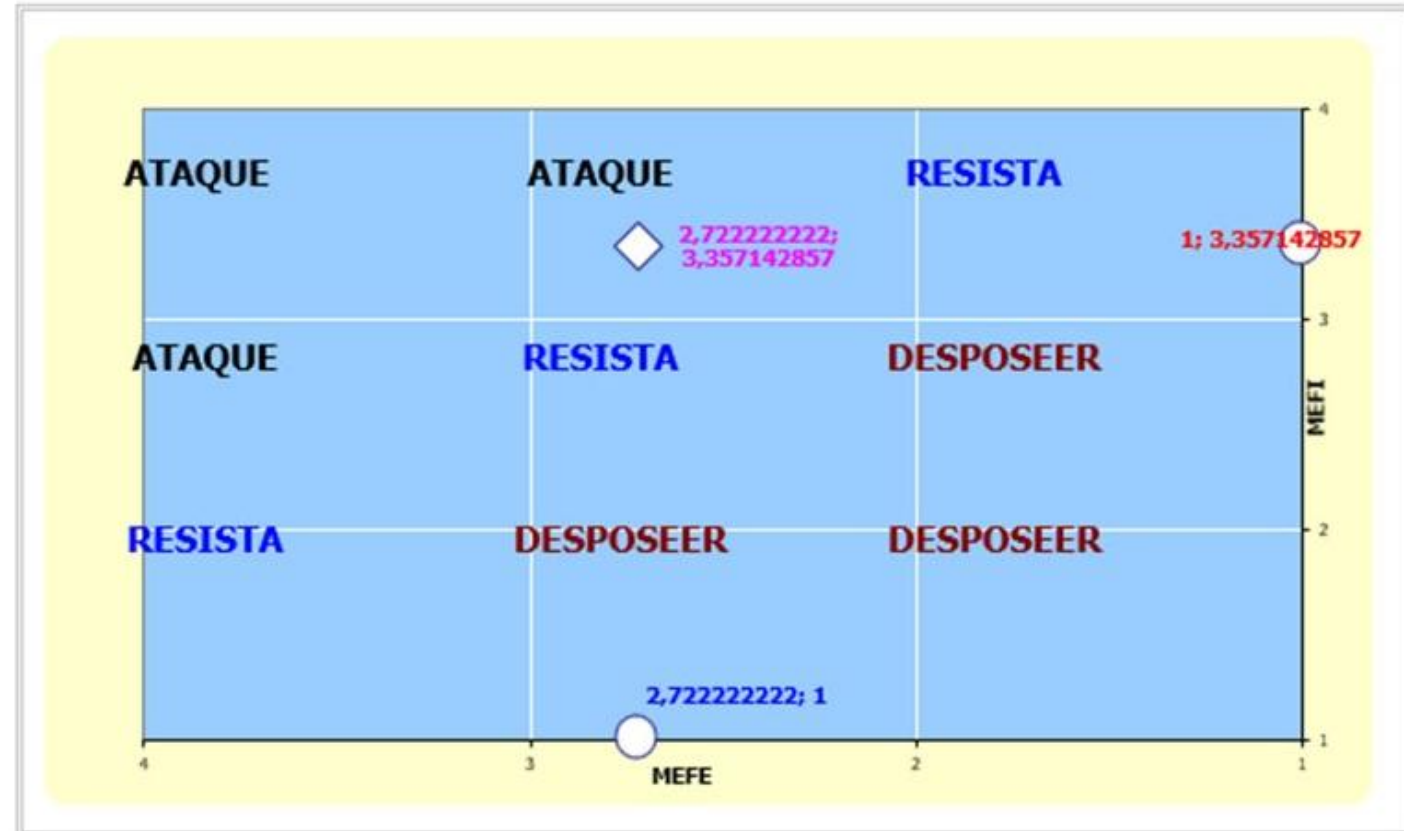 4
ATAQUE
ATAQUE
RESISTA
2,722222222;
3,357142857
1; 3,357142857
3
ATAQUE
RESISTA
DESPOSEER
MEFI
2
RESISTA
DESPOSEER
DESPOSEER
2,722222222; 1
1
4
3
2
1
MEFE